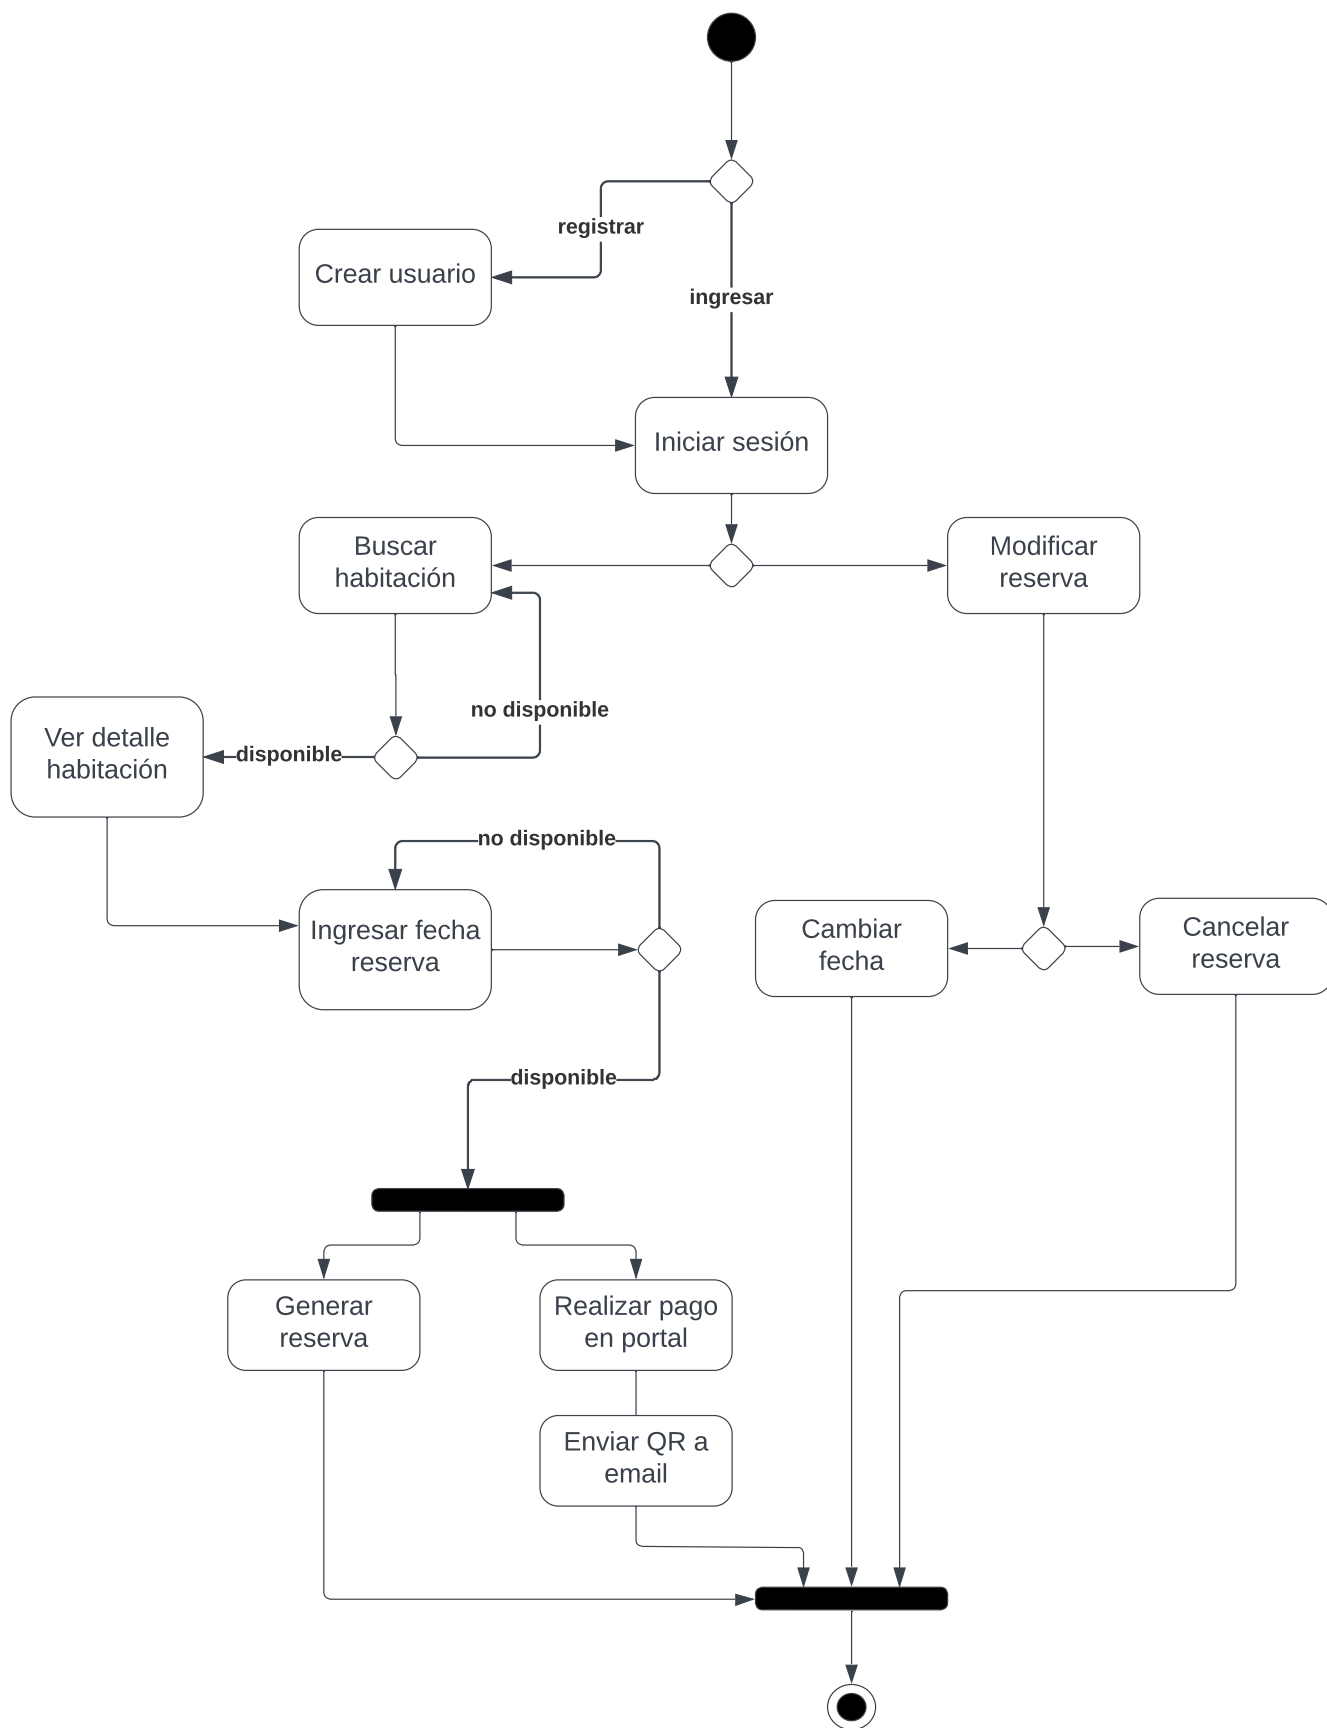 registrar
Crear usuario
ingresar
Iniciar sesión
Buscar
habitación
Modificar
reserva
no disponible
Ver detalle
habitación
disponible
no disponible
Ingresar fecha
reserva
Cambiar
fecha
Cancelar
reserva
disponible
Generar
reserva
Realizar pago
en portal
Enviar QR a
email